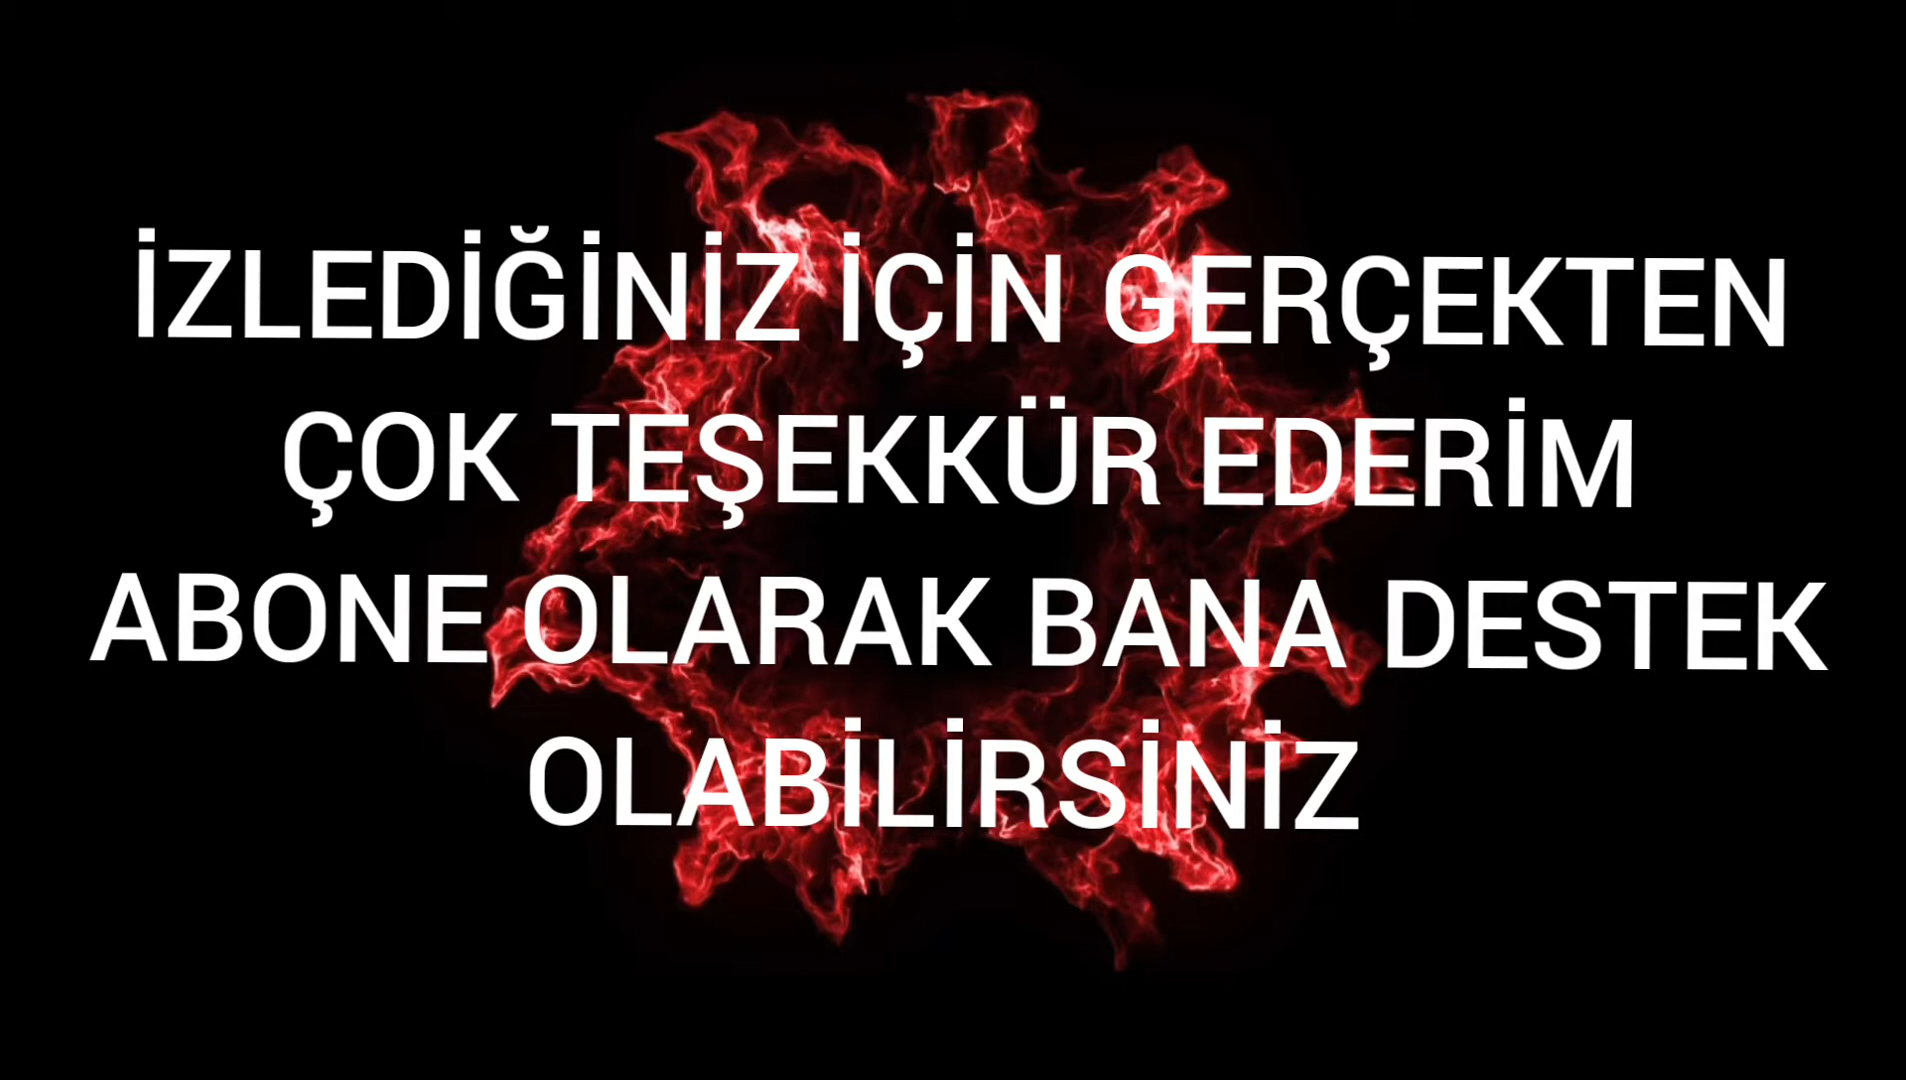 İZLEDİĞİNİZ İÇİN GERÇEKTEN
ÇOK TEŞEKKÜR EDERİM
ABONE OLARAK BANA DESTEK
OLABİLİRSİNİZ